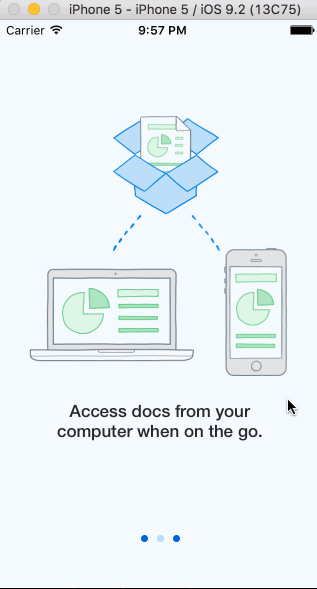 iPhone 5 - iPhone 5 / iOS 9.2 (13C75)
Carrier 9:57 PM
Access docs from your
computer when on the go.